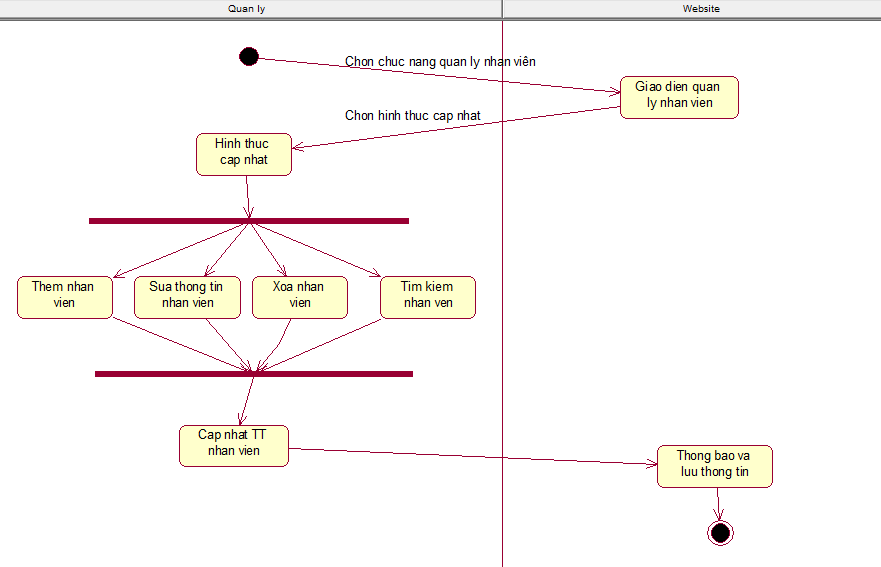 Quan ly
Website
Chon chuc nang quan ly nhan viên
Giao dien quan
ly nhan vien
Chon hinh thuc cap nhat
Hinh thuc
cap nhat
Them nhan
vien
Sua thong tin
nhan vien
Xoa nhan
vien
Tim kiem
nhan ven
Cap nhat TT
nhan vien
Thong bao va
luu thong tin